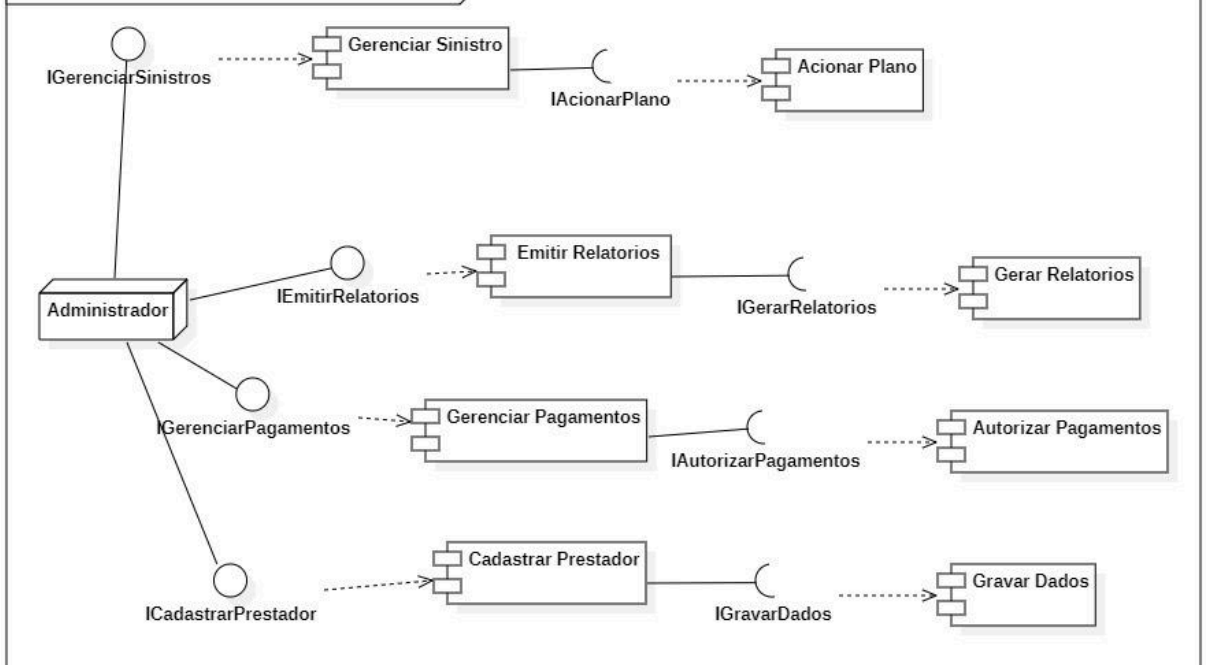 Gerenciar Sinistro
Acionar Plano
IGerenciarSinistros
IAcionarPlano
Emitir Relatorios
Gerar Relatorios
IEmitirRelatorios
IGerarRelatorios
Administrador
Gerenciar Pagamentos
Autorizar Pagamentos
IGerenciarPagamentos
IAutorizarPagamentos
Cadastrar Prestador
Gravar Dados
ICadastrarPrestador
IGravarDados